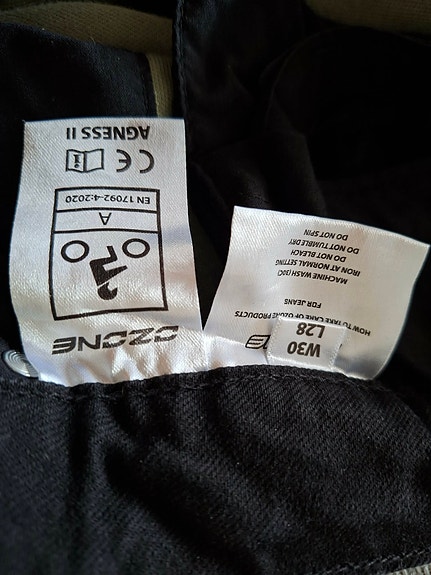 OZONE
A
EN 17092-4:2020
CE i
AGNESS II
W30
L28
HOW TO TAKE CARE OF OZONE PRODUCTS
FOR JEANS
MACHINE WASH (30C)
IRON AT NORMAL SETTING
DO NOT BLEACH
DO NOT TUMBLE DRY
DO NOT SPIN